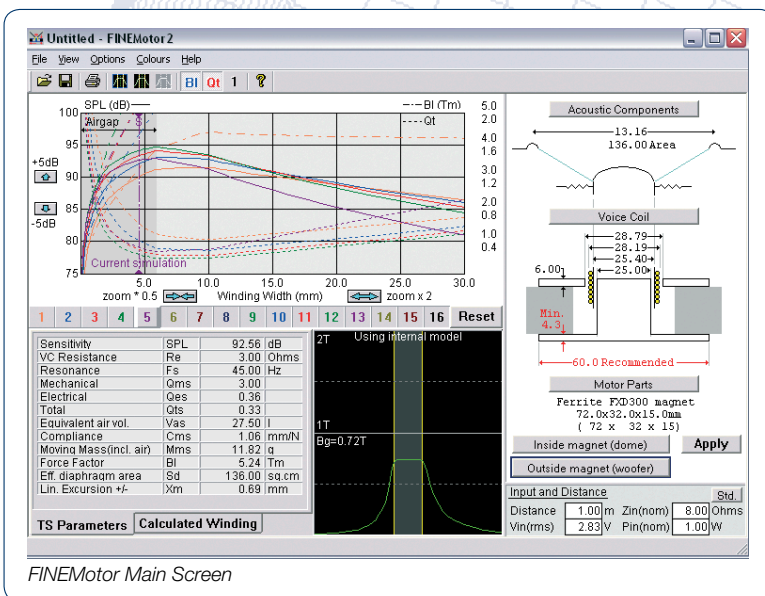 Untitled - FINEMotor2
File View Options Colours Help
Bl Qt 1 ?
SPL (dB) Bl (Tm)
Qt
Airgap
100
95
90
85
80
75
+5dB
-5dB
5.0
2.0
4.0
1.6
3.0
1.2
2.0
0.8
1.0
0.4
Current simulation
5.0 10.0 15.0 20.0 25.0 30.0
zoom * 0.5 Winding Width (mm) zoom x 2
1 2 3 4 5 6 7 8 9 10 11 12 13 14 15 16 Reset
Sensitivity SPL 92.56 dB
VC Resistance Re 3.00 Ohms
Resonance Fs 45.00 Hz
Mechanical Qms 3.00
Electrical Qes 0.36
Total Qts 0.33
Equivalent air vol. Vas 27.50 l
Compliance Cms 1.06 mm/N
Moving Mass(incl. air) Mms 11.82 g
Force Factor Bl 5.24 Tm
Eff. diaphragm area Sd 136.00 sq.cm
Lin. Excursion +/- Xm 0.69 mm
TS Parameters Calculated Winding
2T Using internal model
1T
Bg=0.72T
Acoustic Components
13.16
136.00 Area
Voice Coil
28.79
28.19
25.40
25.00
6.00
Min.
4.3
60.0 Recommended
Motor Parts
Ferrite FXD300 magnet
72.0x32.0x15.0mm
( 72 x 32 x 15)
Inside magnet (dome) Apply
Outside magnet (woofer)
Input and Distance Std.
Distance 1.00 m Zin(nom) 8.00 Ohms
Vin(rms) 2.83 V Pin(nom) 1.00 W
FINEMotor Main Screen